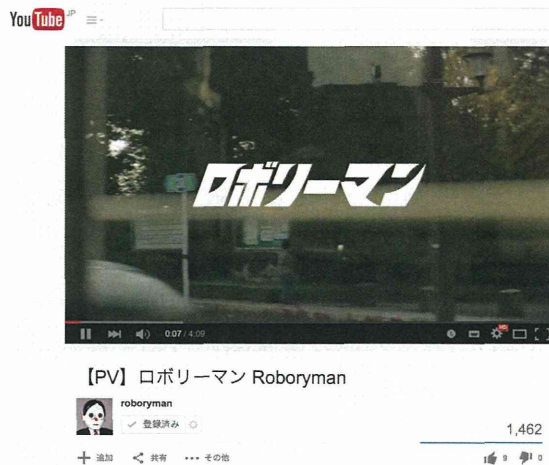 YouTube JP
ロボリーマン
0:07 / 4:09
HD
【PV】ロボリーマン Roboryman
roboryman
登録済み
1,462
追加 共有 その他 9 0